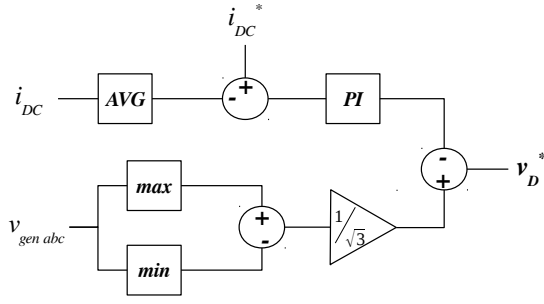 i_DC^*
+
i_DC AVG - PI
-
+
v_D^*
max
+
v_gen abc
1/√3
-
min